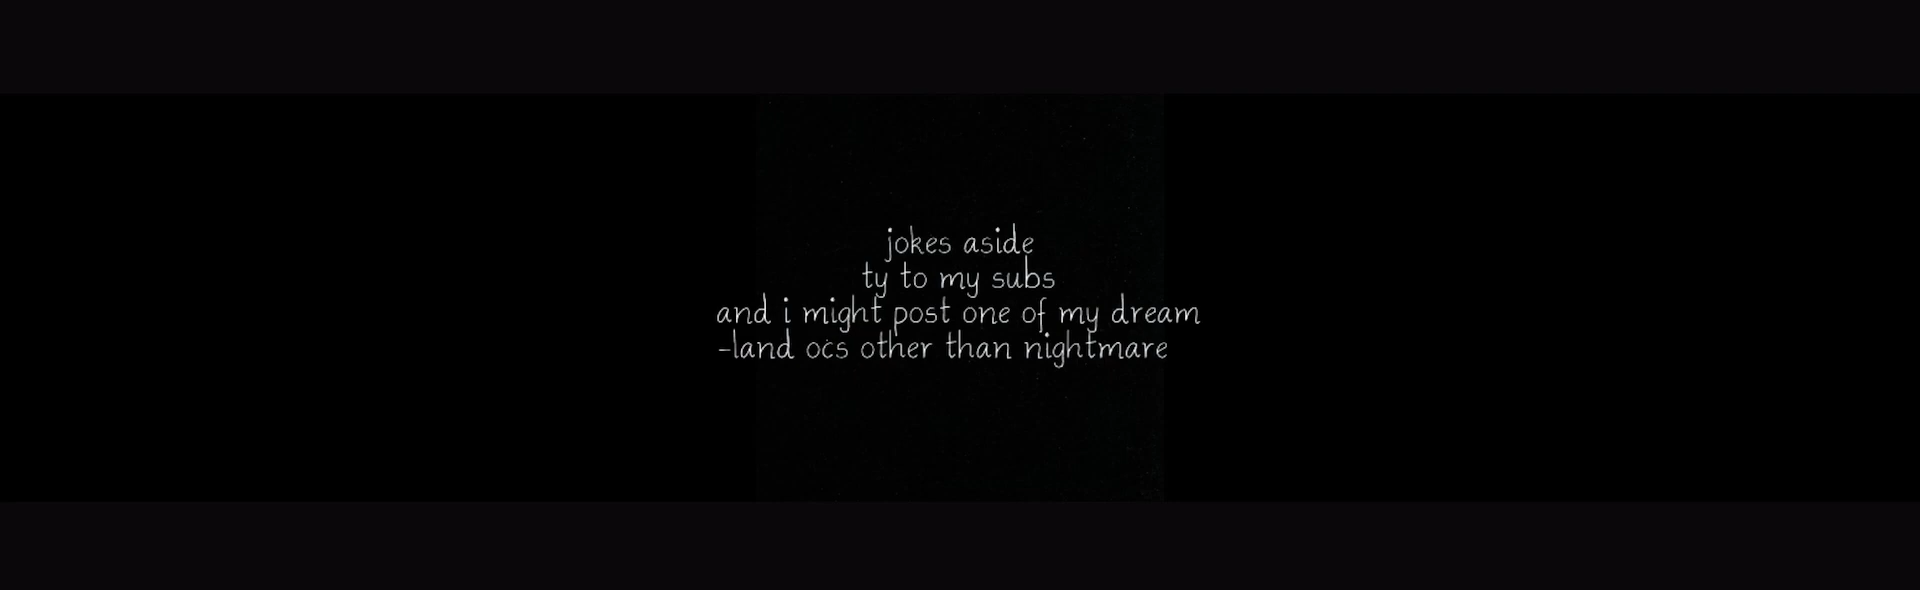 jokes aside
ty to my subs
and i might post one of my dream
-land ocs other than nightmare